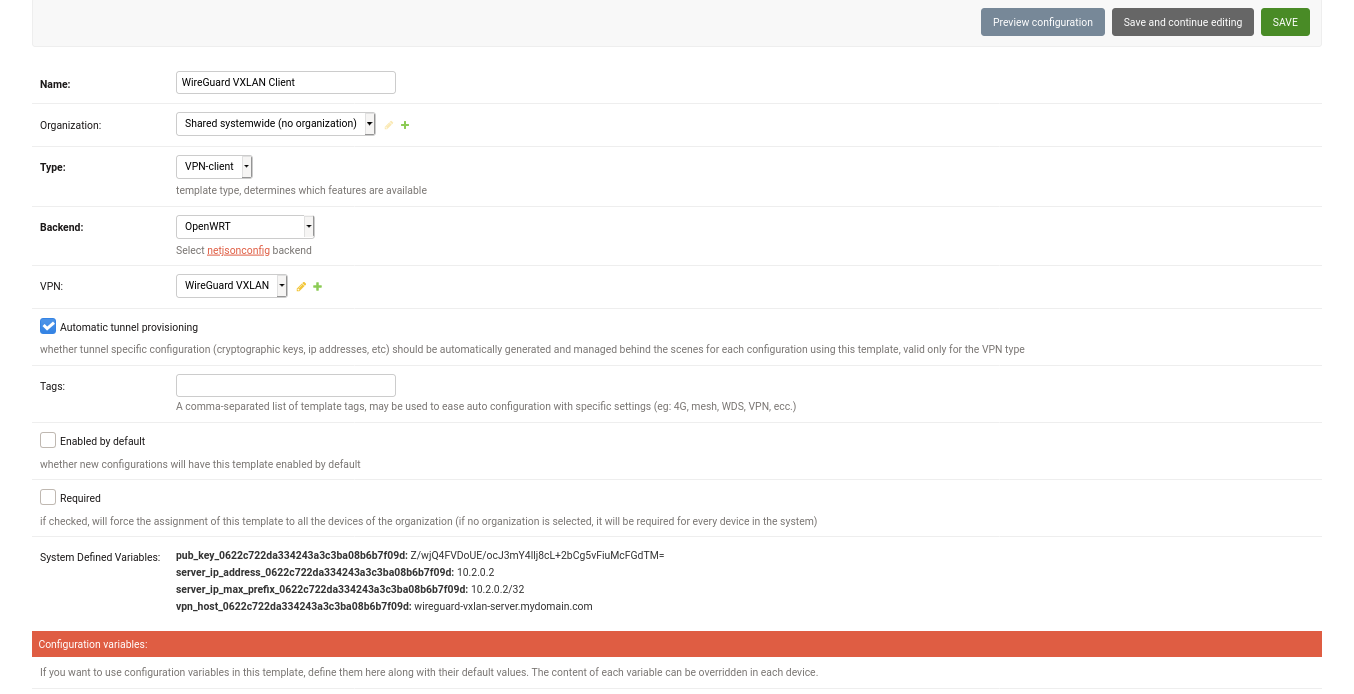 Preview configuration Save and continue editing SAVE
Name: WireGuard VXLAN Client
Organization: Shared systemwide (no organization)
Type: VPN-client
template type, determines which features are available
Backend: OpenWRT
Select netjsonconfig backend
VPN: WireGuard VXLAN
Automatic tunnel provisioning
whether tunnel specific configuration (cryptographic keys, ip addresses, etc) should be automatically generated and managed behind the scenes for each configuration using this template, valid only for the VPN type
Tags:
A comma-separated list of template tags, may be used to ease auto configuration with specific settings (eg: 4G, mesh, WDS, VPN, ecc.)
Enabled by default
whether new configurations will have this template enabled by default
Required
if checked, will force the assignment of this template to all the devices of the organization (if no organization is selected, it will be required for every device in the system)
System Defined Variables: pub_key_0622c722da334243a3c3ba08b6b7f09d: Z/wjQ4FVDoUE/ocJ3mY4lIj8cL+2bCg5vFiuMcFGdTM=
server_ip_address_0622c722da334243a3c3ba08b6b7f09d: 10.2.0.2
server_ip_max_prefix_0622c722da334243a3c3ba08b6b7f09d: 10.2.0.2/32
vpn_host_0622c722da334243a3c3ba08b6b7f09d: wireguard-vxlan-server.mydomain.com
Configuration variables:
If you want to use configuration variables in this template, define them here along with their default values. The content of each variable can be overridden in each device.